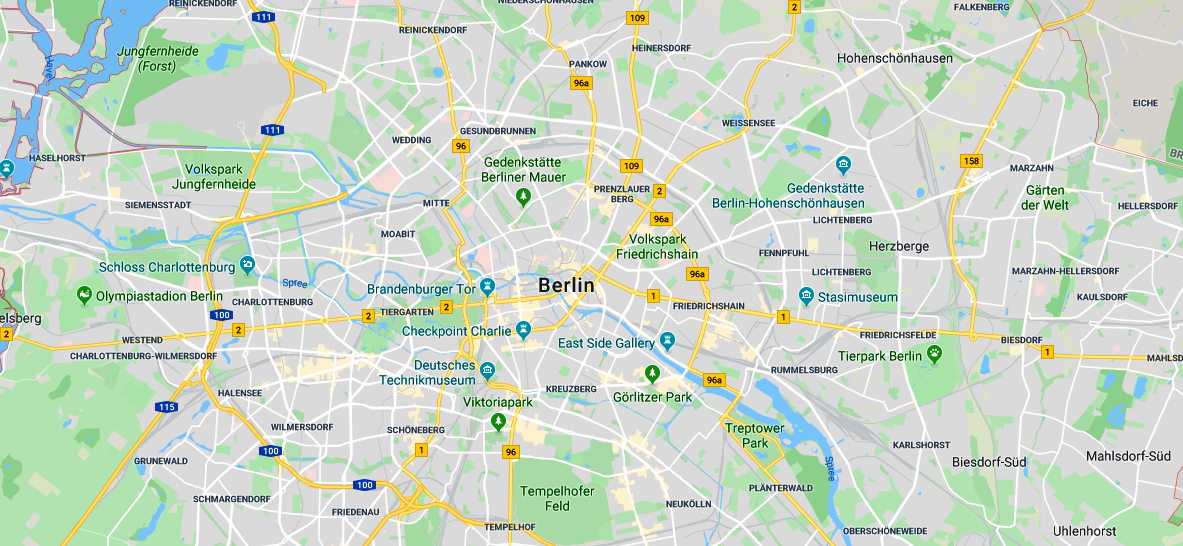 REINICKENDORF
111
NIEDERSCHÖNHAUSEN
109
2
FALKENBERG
REINICKENDORF
Jungfernheide
(Forst)
HEINERSDORF
Hohenschönhausen
PANKOW
96a
Havel
EICHE
111
WEDDING
GESUNDBRUNNEN
WEISSENSEE
96
HASELHORST
Volkspark
Jungfernheide
Gedenkstätte
Berliner Mauer
109
158
MARZAHN
BR
PRENZLAUER
BERG
2
Gedenkstätte
Berlin-Hohenschönhausen
Gärten
der Welt
SIEMENSSTADT
MITTE
96a
LICHTENBERG
HELLERSDORF
MOABIT
Volkspark
Friedrichshain
FENNPFUHL
Herzberge
Schloss Charlottenburg
Spree
Brandenburger Tor
Berlin
96a
LICHTENBERG
MARZAHN-HELLERSDORF
Olympiastadion Berlin
CHARLOTTENBURG
2
TIERGARTEN
1
FRIEDRICHSHAIN
Stasimuseum
KAULSDORF
elsberg
100
2
2
Checkpoint Charlie
1
2
WESTEND
East Side Gallery
FRIEDRICHSFELDE
BIESDORF
1
CHARLOTTENBURG-WILMERSDORF
Tierpark Berlin
MAHLSD
Deutsches
Technikmuseum
RUMMELSBURG
HALENSEE
KREUZBERG
96a
115
Viktoriapark
Görlitzer Park
WILMERSDORF
SCHÖNEBERG
Treptower
Park
KARLSHORST
100
1
96
GRUNEWALD
Biesdorf-Süd
Mahlsdorf-Süd
Spree
100
SCHMARGENDORF
Tempelhofer
Feld
PLÄNTERWALD
FRIEDENAU
NEUKÖLLN
TEMPELHOF
OBERSCHÖNEWEIDE
Uhlenhorst